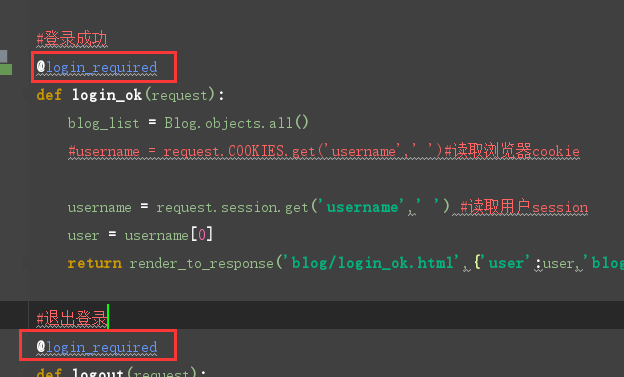 #登录成功
@login_required
def login_ok(request):
blog_list = Blog.objects.all()
#username = request.COOKIES.get('username',' ')#读取浏览器cookie
username = request.session.get('username',' ') #读取用户session
user = username[0]
return render_to_response('blog/login_ok.html',{'user':user,'blog
#退出登录
@login_required
def logout(request):